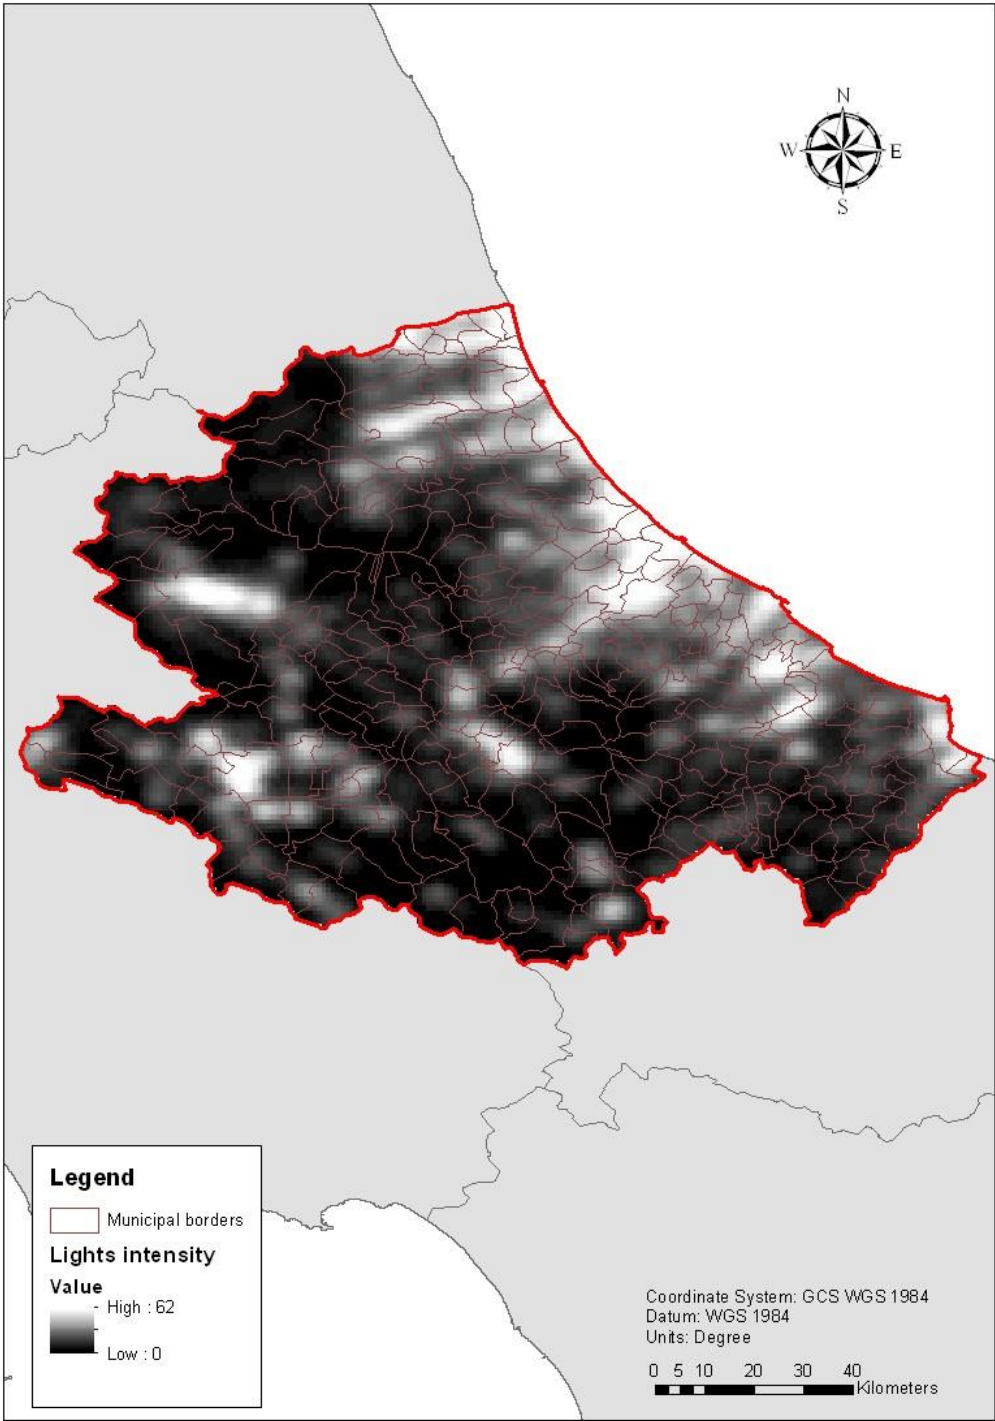 N
W E
S
Legend
Municipal borders
Lights intensity
Value
High : 62
Low : 0
Coordinate System: GCS WGS 1984
Datum: WGS 1984
Units: Degree
0 5 10 20 30 40
Kilometers